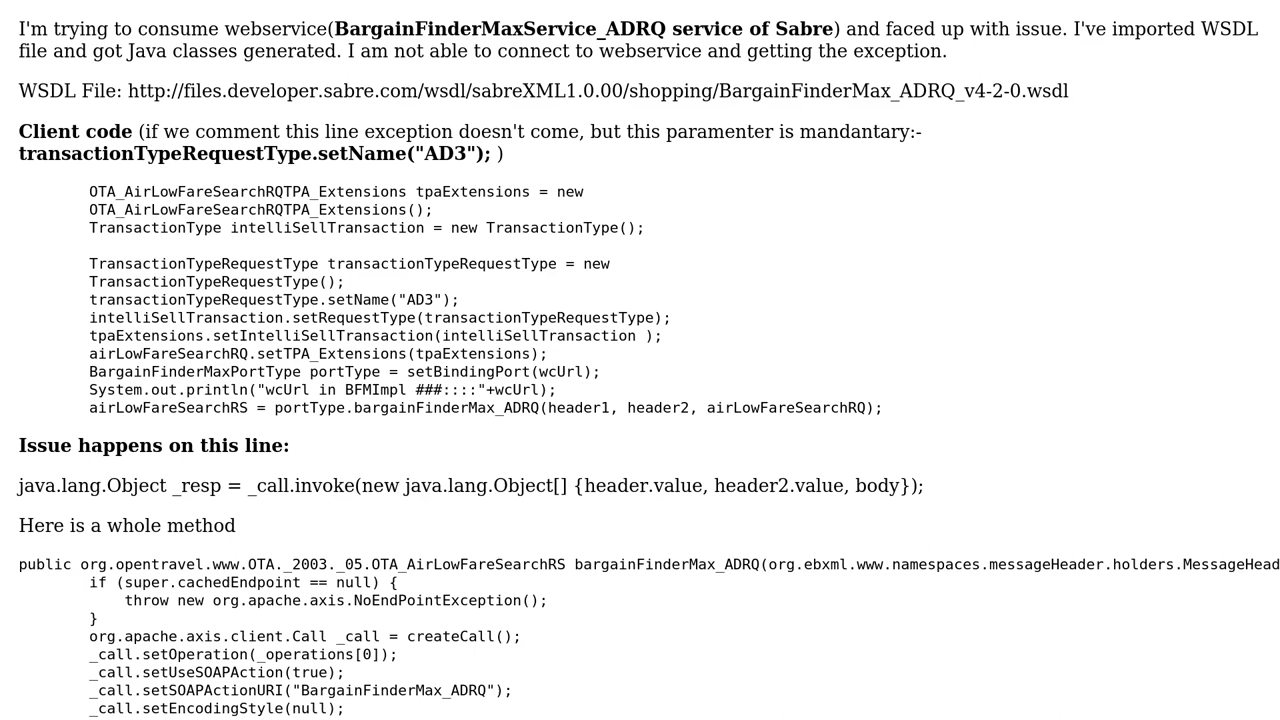 I'm trying to consume webservice(BargainFinderMaxService_ADRQ service of Sabre) and faced up with issue. I've imported WSDL
file and got Java classes generated. I am not able to connect to webservice and getting the exception.
WSDL File: http://files.developer.sabre.com/wsdl/sabreXML1.0.00/shopping/BargainFinderMax_ADRQ_v4-2-0.wsdl
Client code (if we comment this line exception doesn't come, but this paramenter is mandantary:-
transactionTypeRequestType.setName("AD3"); )
OTA_AirLowFareSearchRQTPA_Extensions tpaExtensions = new
OTA_AirLowFareSearchRQTPA_Extensions();
TransactionType intelliSellTransaction = new TransactionType();
TransactionTypeRequestType transactionTypeRequestType = new
TransactionTypeRequestType();
transactionTypeRequestType.setName("AD3");
intelliSellTransaction.setRequestType(transactionTypeRequestType);
tpaExtensions.setIntelliSellTransaction(intelliSellTransaction );
airLowFareSearchRQ.setTPA_Extensions(tpaExtensions);
BargainFinderMaxPortType portType = setBindingPort(wcUrl);
System.out.println("wcUrl in BFMImpl ###::::"+wcUrl);
airLowFareSearchRS = portType.bargainFinderMax_ADRQ(header1, header2, airLowFareSearchRQ);
Issue happens on this line:
java.lang.Object _resp = _call.invoke(new java.lang.Object[] {header.value, header2.value, body});
Here is a whole method
public org.opentravel.www.OTA._2003._05.OTA_AirLowFareSearchRS bargainFinderMax_ADRQ(org.ebxml.www.namespaces.messageHeader.holders.MessageHead
if (super.cachedEndpoint == null) {
throw new org.apache.axis.NoEndPointException();
}
org.apache.axis.client.Call _call = createCall();
_call.setOperation(_operations[0]);
_call.setUseSOAPAction(true);
_call.setSOAPActionURI("BargainFinderMax_ADRQ");
_call.setEncodingStyle(null);